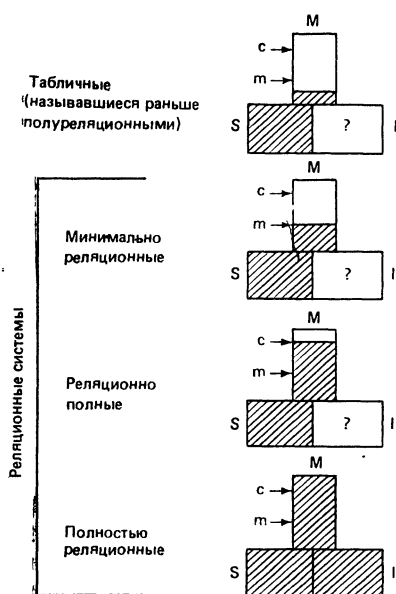 M
c
m
Табличные
(называвшиеся раньше
полуреляционными)
S ? I
M
c
m
Минимально
реляционные
S ? I
M
c
m
Реляционно
полные
S ? I
M
c
m
Полностью
реляционные
S I
Реляционные системы